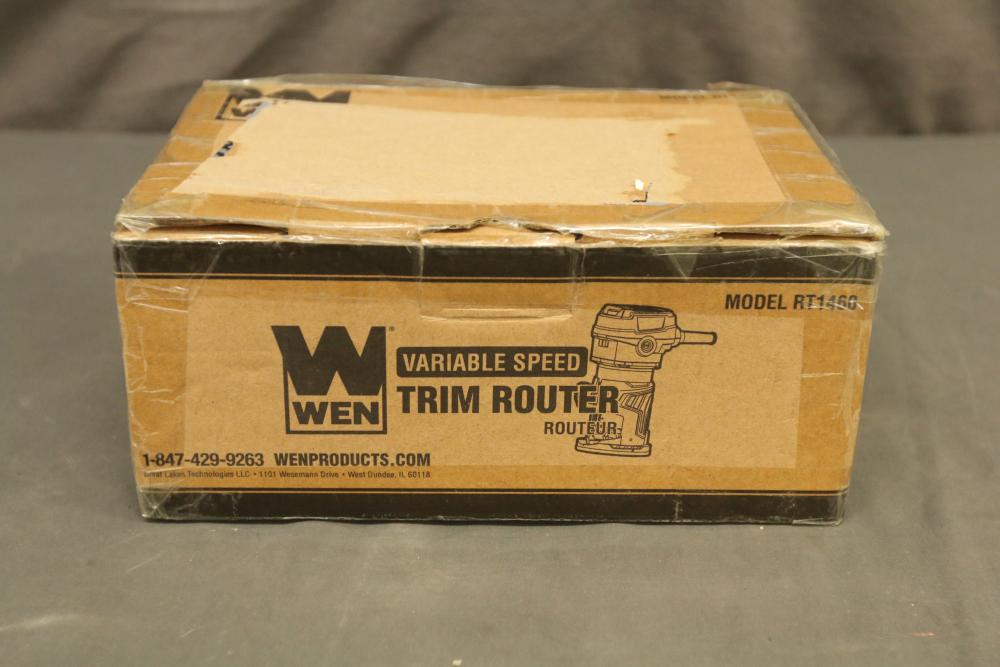 MODEL RT1460
WEN
VARIABLE SPEED
TRIM ROUTER
ROUTEUR
1-847-429-9263 WENPRODUCTS.COM
Great Lakes Technologies LLC • 1101 Wesemann Drive • West Dundee, IL 60118